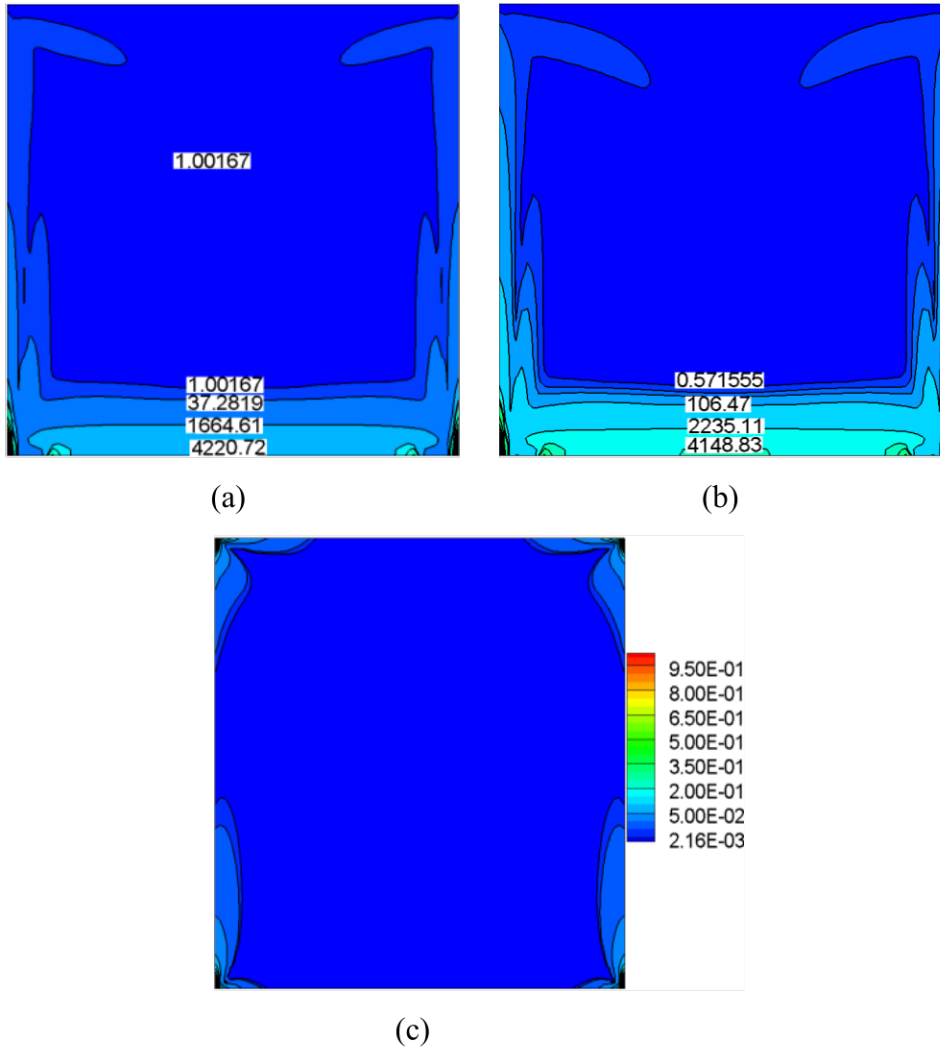 1.00167
1.00167
37.2819
1664.61
4220.72
0.571555
106.47
2235.11
4148.83
(a)
(b)
9.50E-01
8.00E-01
6.50E-01
5.00E-01
3.50E-01
2.00E-01
5.00E-02
2.16E-03
(c)